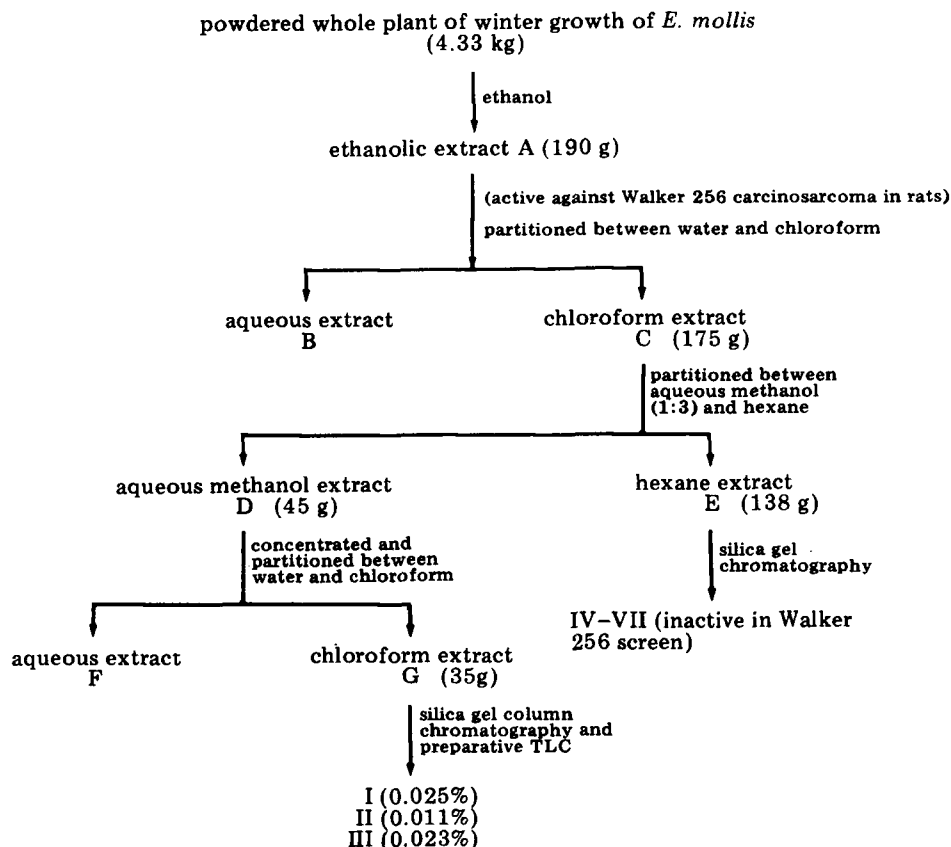 powdered whole plant of winter growth of E. mollis
(4.33 kg)
ethanol
ethanolic extract A (190 g)
(active against Walker 256 carcinosarcoma in rats)
partitioned between water and chloroform
aqueous extract
B
chloroform extract
C (175 g)
partitioned between
aqueous methanol
(1:3) and hexane
aqueous methanol extract
D (45 g)
hexane extract
E (138 g)
concentrated and
partitioned between
water and chloroform
silica gel
chromatography
aqueous extract
F
chloroform extract
G (35g)
IV–VII (inactive in Walker
256 screen)
silica gel column
chromatography and
preparative TLC
I (0.025%)
II (0.011%)
III (0.023%)